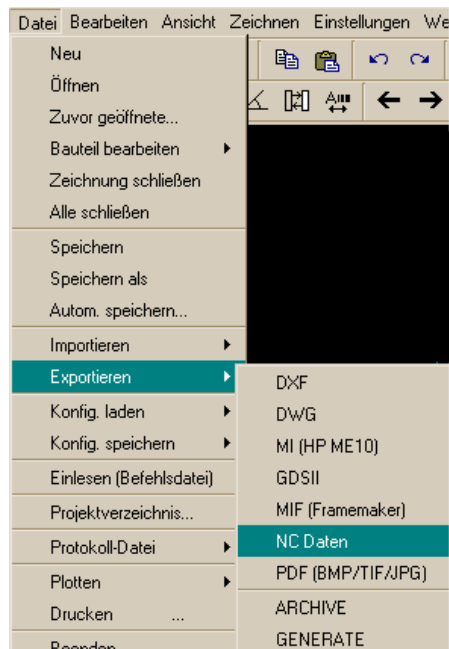 Datei Bearbeiten Ansicht Zeichnen Einstellungen We
Neu
Öffnen
Zuvor geöffnete...
Bauteil bearbeiten
Zeichnung schließen
Alle schließen
Speichern
Speichern als
Autom. speichern...
Importieren
Exportieren
Konfig. laden
Konfig. speichern
Einlesen (Befehlsdatei)
Projektverzeichnis...
Protokoll-Datei
Plotten
Drucken ...
Beenden
DXF
DWG
MI (HP ME10)
GDSII
MIF (Framemaker)
NC Daten
PDF (BMP/TIF/JPG)
ARCHIVE
GENERATE